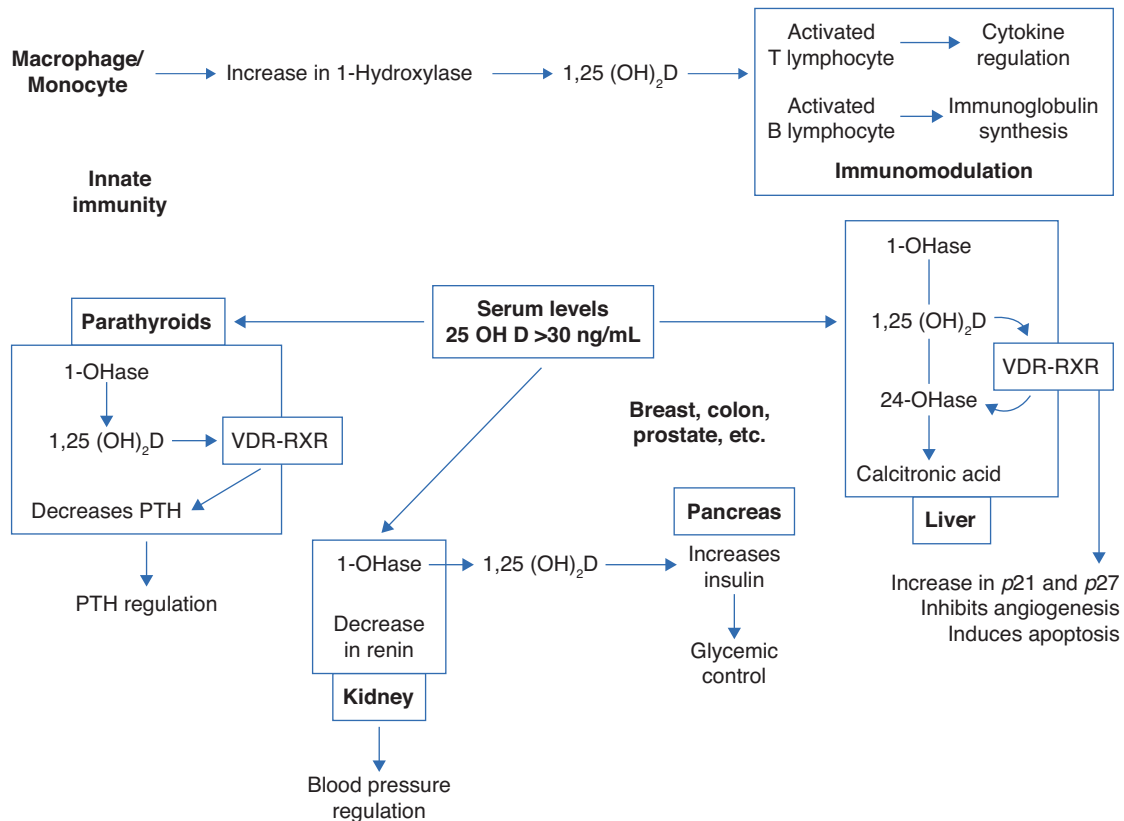 Macrophage/
Monocyte
Increase in 1-Hydroxylase
1,25 (OH)₂D
Activated
T lymphocyte
Cytokine
regulation
Activated
B lymphocyte
Immunoglobulin
synthesis
Immunomodulation
Innate
immunity
Serum levels
25 OH D >30 ng/mL
Parathyroids
1-OHase
1,25 (OH)₂D
VDR-RXR
Decreases PTH
PTH regulation
1-OHase
1,25 (OH)₂D
VDR-RXR
24-OHase
Calcitronic acid
Liver
Increase in p21 and p27
Inhibits angiogenesis
Induces apoptosis
Breast, colon,
prostate, etc.
Pancreas
Increases
insulin
Glycemic
control
1-OHase
1,25 (OH)₂D
Decrease
in renin
Kidney
Blood pressure
regulation